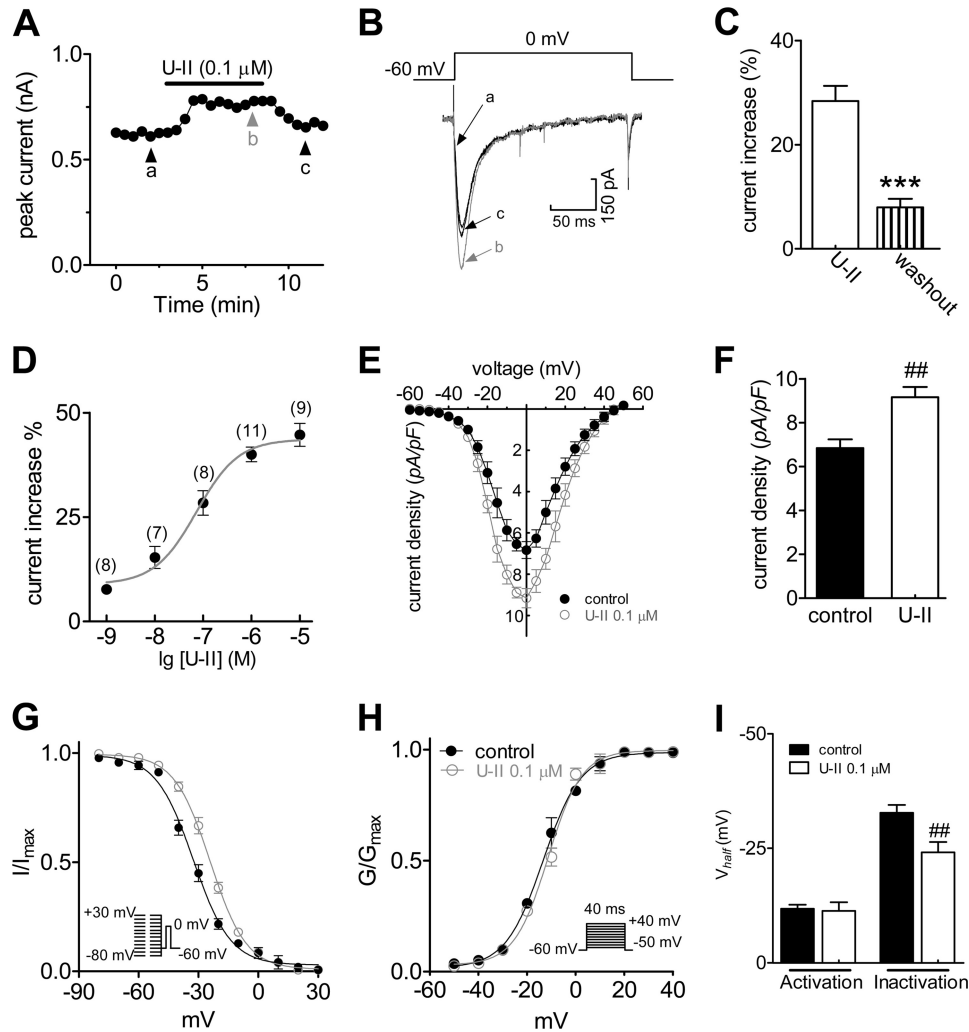 A
1.0
U-II (0.1 μM)
peak current (nA)
0.5
a
b
c
0.0
0 5 10
Time (min)
B
0 mV
-60 mV
a
c
b
150 pA
50 ms
C
40
current increase (%)
20
***
0
U-II
washout
D
50
current increase %
25
0
(8)
(7)
(8)
(11)
(9)
-9 -8 -7 -6 -5
lg [U-II] (M)
E
voltage (mV)
-60 -40 -20 0 20 40 60
current density (pA/pF)
2
4
6
8
10
control
U-II 0.1 μM
F
##
10
8
6
4
2
0
current density (pA/pF)
control U-II
G
1.0
I/Imax
0.5
+30 mV
0 mV
-80 mV
-60 mV
0.0
-90 -60 -30 0 30
mV
H
1.0
control
U-II 0.1 μM
G/Gmax
0.5
40 ms
+40 mV
-60 mV
-50 mV
0.0
-60 -40 -20 0 20 40
mV
I
-50
control
U-II 0.1 μM
Vhalf (mV)
-25
##
0
Activation Inactivation